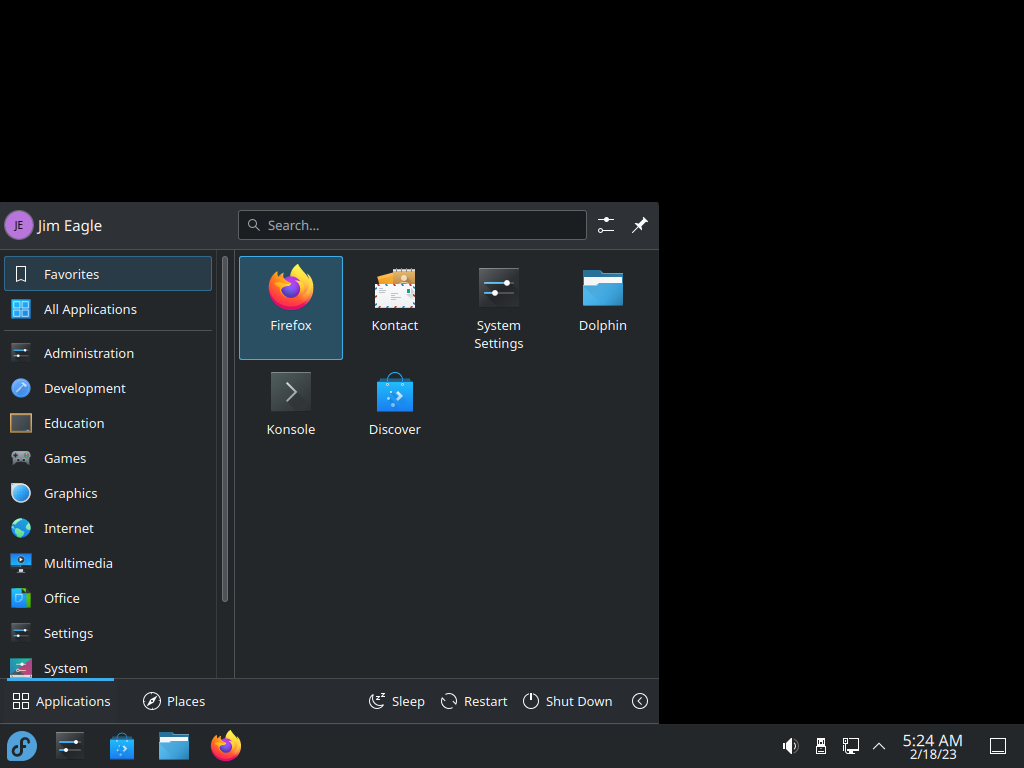 JE
Jim Eagle
Search...
Favorites
All Applications
Administration
Development
Education
Games
Graphics
Internet
Multimedia
Office
Settings
System
Firefox
Kontact
System
Settings
Dolphin
Konsole
Discover
Applications
Places
Sleep
Restart
Shut Down
5:24 AM
2/18/23